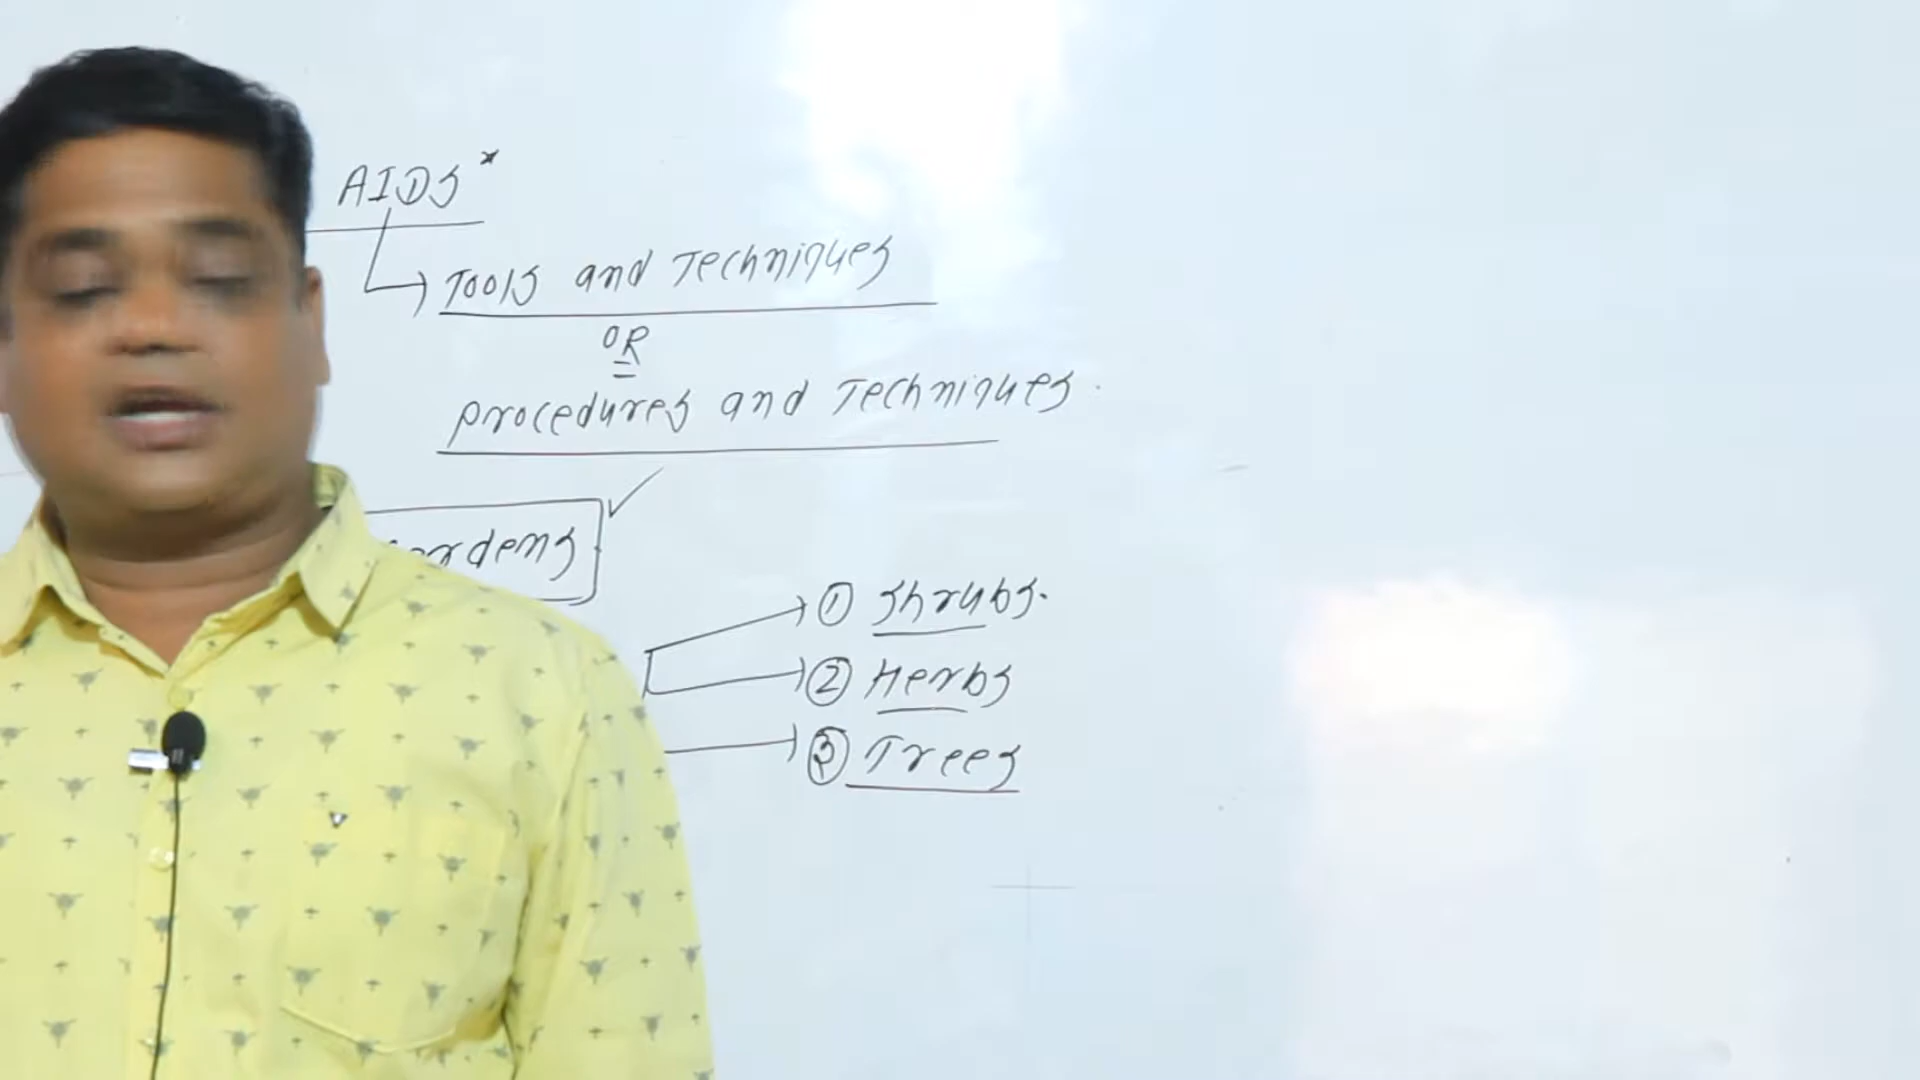 AIDS*
Tools and Techniques
OR
procedures and Techniques.
① Shrubs.
② Herbs
③ Trees